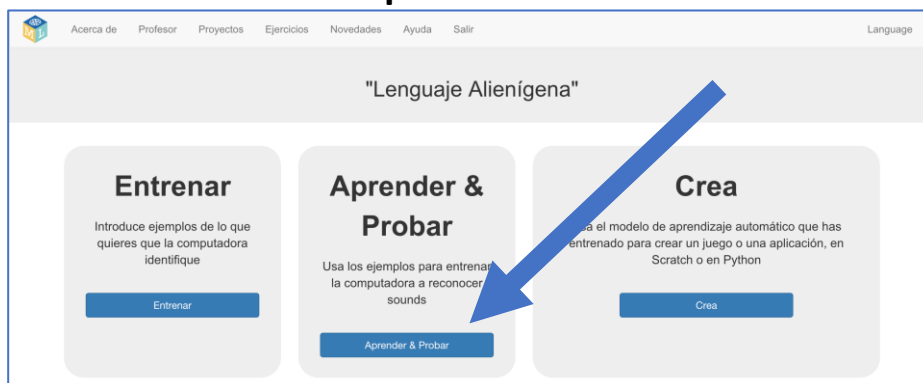 Acerca de Profesor Proyectos Ejercicios Novedades Ayuda Salir Language
"Lenguaje Alienígena"
Entrenar
Introduce ejemplos de lo que
quieres que la computadora
identifique
Entrenar
Aprender &
Probar
Usa los ejemplos para entrenar
la computadora a reconocer
sounds
Aprender & Probar
Crea
el modelo de aprendizaje automático que has
entrenado para crear un juego o una aplicación, en
Scratch o en Python
Crea